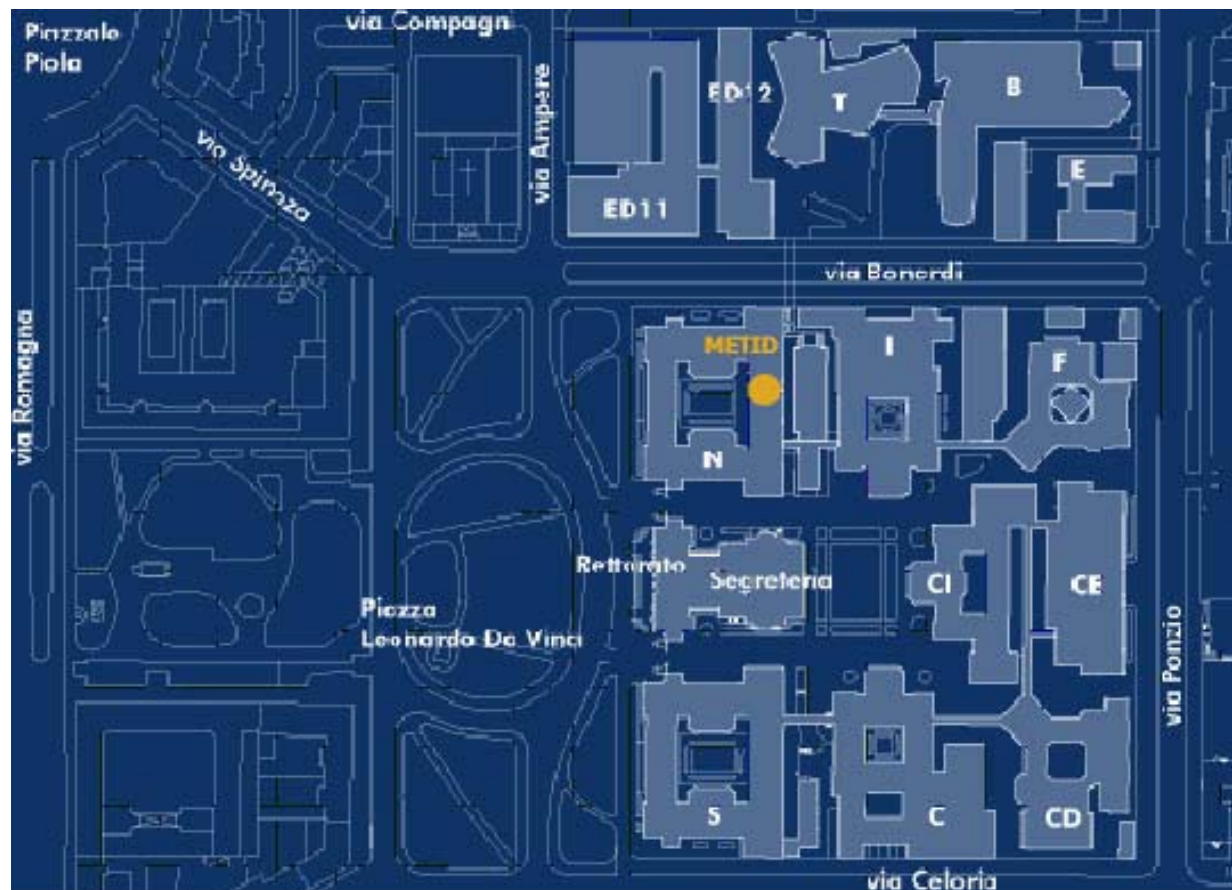 Piazzale
Piola
via Compagni
via Spinoza
via Ampere
ED12
T
B
E
ED11
via Bonardi
via Romagna
METID
I
F
N
Rettorato
Segreteria
CI
CE
Piazza
Leonardo Da Vinci
via Ponzio
S
C
CD
via Celoria